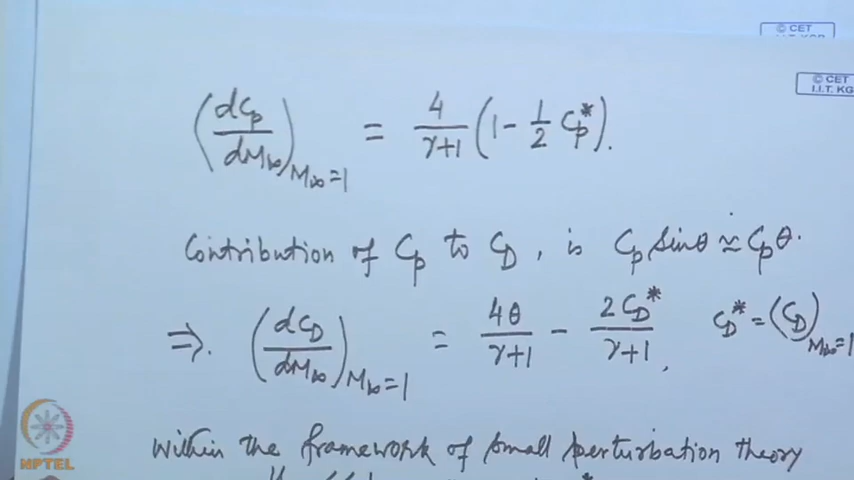 © CET
I.I.T. KGP
© CET
I.I.T. KG
(dCp/dM∞)M∞=1 = 4/(γ+1) (1 - 1/2 Cp*).
Contribution of Cp to CD, is Cp sinθ ≃ Cpθ.
⇒. (dCD/dM∞)M∞=1 = 4θ/(γ+1) - 2CD*/(γ+1), CD* = (CD)M∞=1
within the framework of small perturbation theory
NPTEL